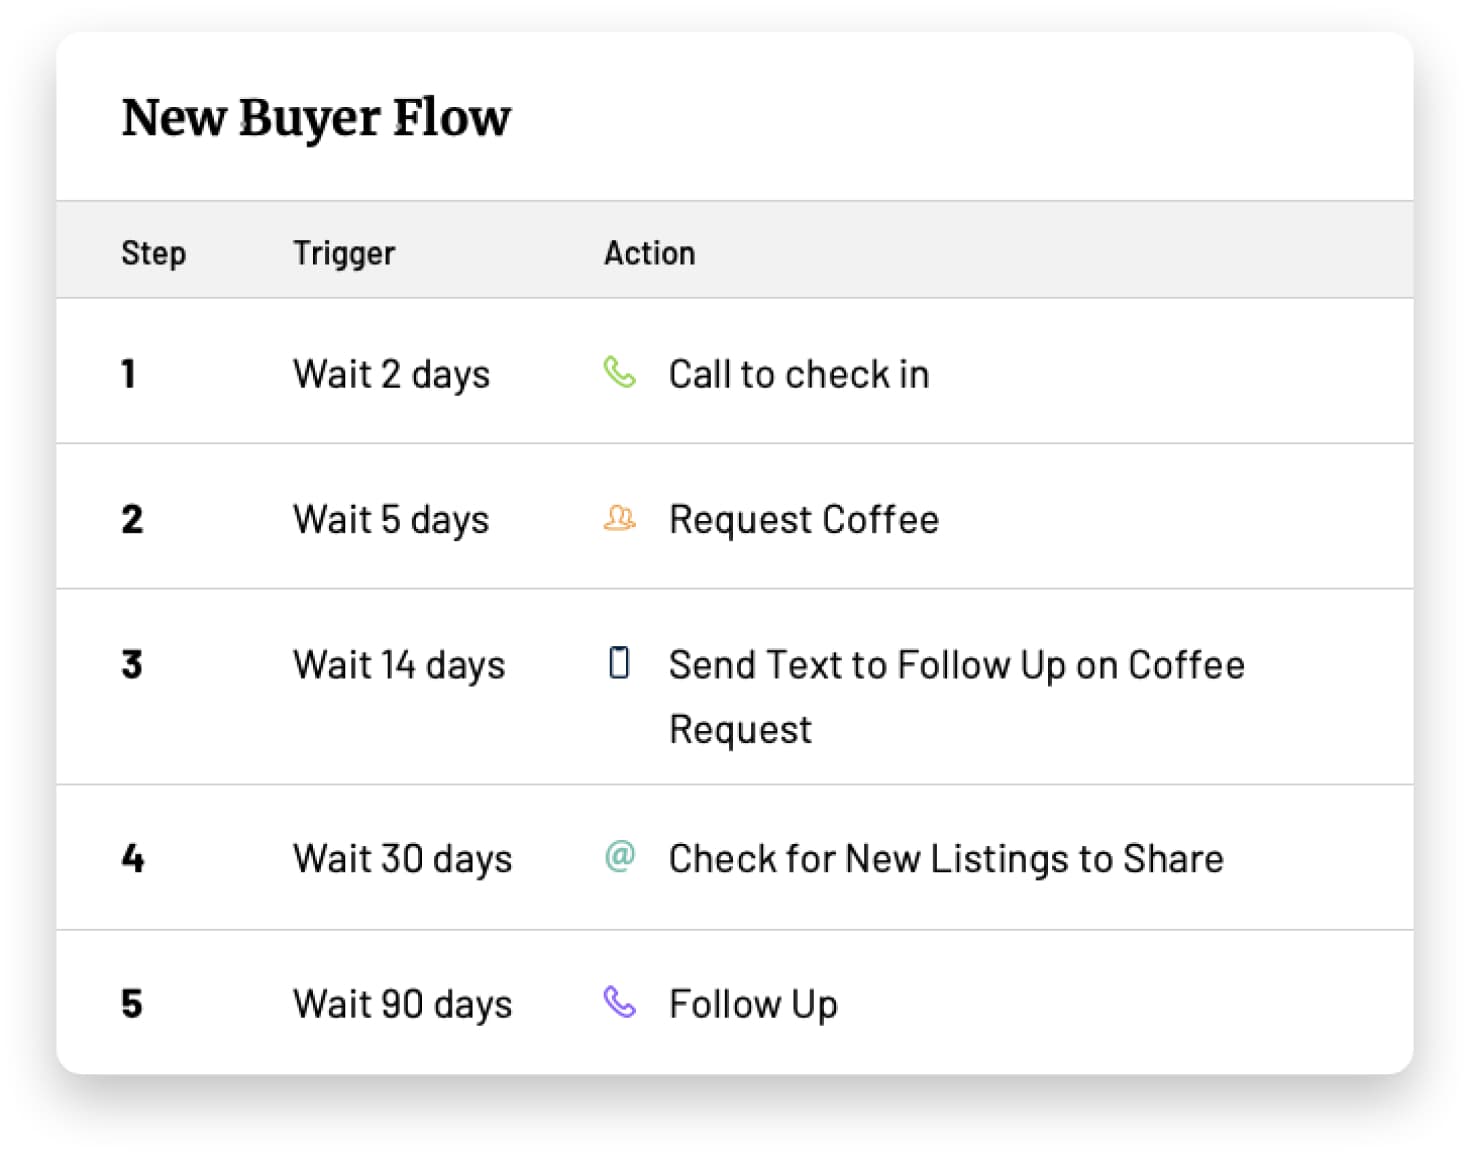 New Buyer Flow
Step Trigger Action
1 Wait 2 days Call to check in
2 Wait 5 days Request Coffee
3 Wait 14 days Send Text to Follow Up on Coffee
Request
4 Wait 30 days @ Check for New Listings to Share
5 Wait 90 days Follow Up